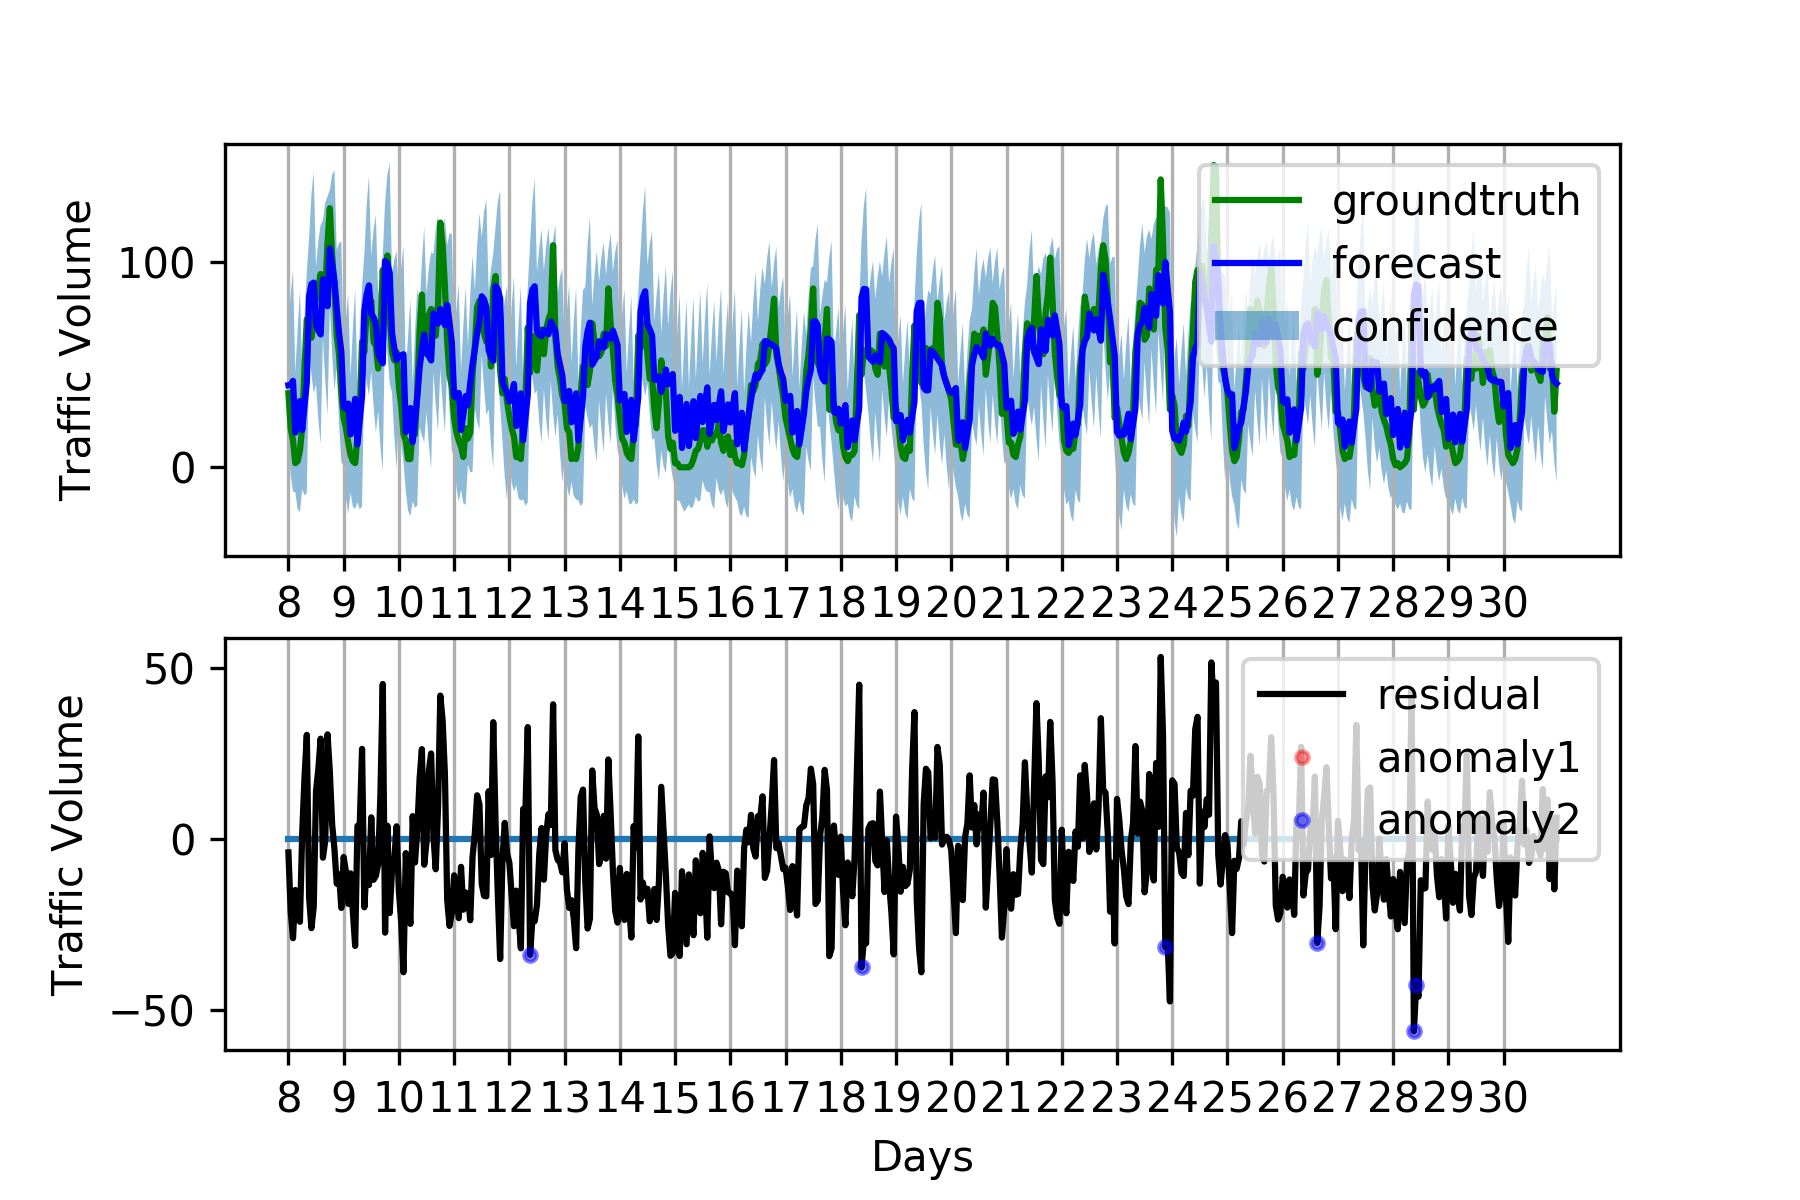 groundtruth
forecast
confidence
Traffic Volume
100
0
8 9 10 11 12 13 14 15 16 17 18 19 20 21 22 23 24 25 26 27 28 29 30
residual
anomaly1
anomaly2
Traffic Volume
50
0
−50
8 9 10 11 12 13 14 15 16 17 18 19 20 21 22 23 24 25 26 27 28 29 30
Days